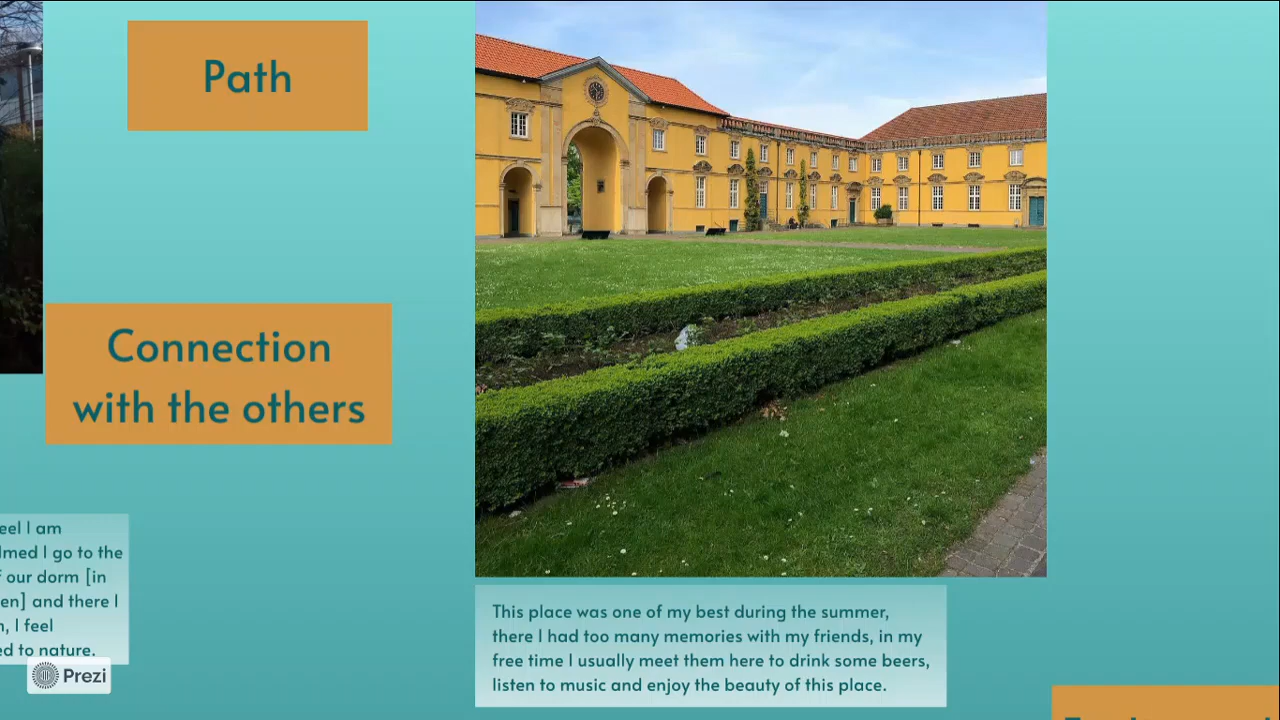 Path
Connection
with the others
eel I am
lmed I go to the
our dorm [in
en] and there I
, I feel
ed to nature.
Prezi
This place was one of my best during the summer,
there I had too many memories with my friends, in my
free time I usually meet them here to drink some beers,
listen to music and enjoy the beauty of this place.